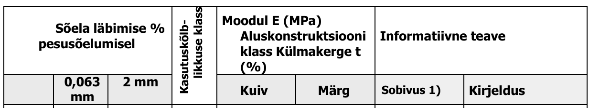 Sõela läbimise %
pesusõelumisel
Kasutuskõlb-
likkuse klass
Moodul E (MPa)
Aluskonstruktsiooni
klass Külmakerge t
(%)
Informatiivne teave
0,063
mm
2 mm
Kuiv
Märg
Sobivus 1)
Kirjeldus